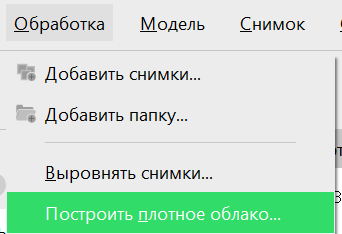 Обработка Модель Снимок
Добавить снимки...
Добавить папку...
Выровнять снимки...
Построить плотное облако...